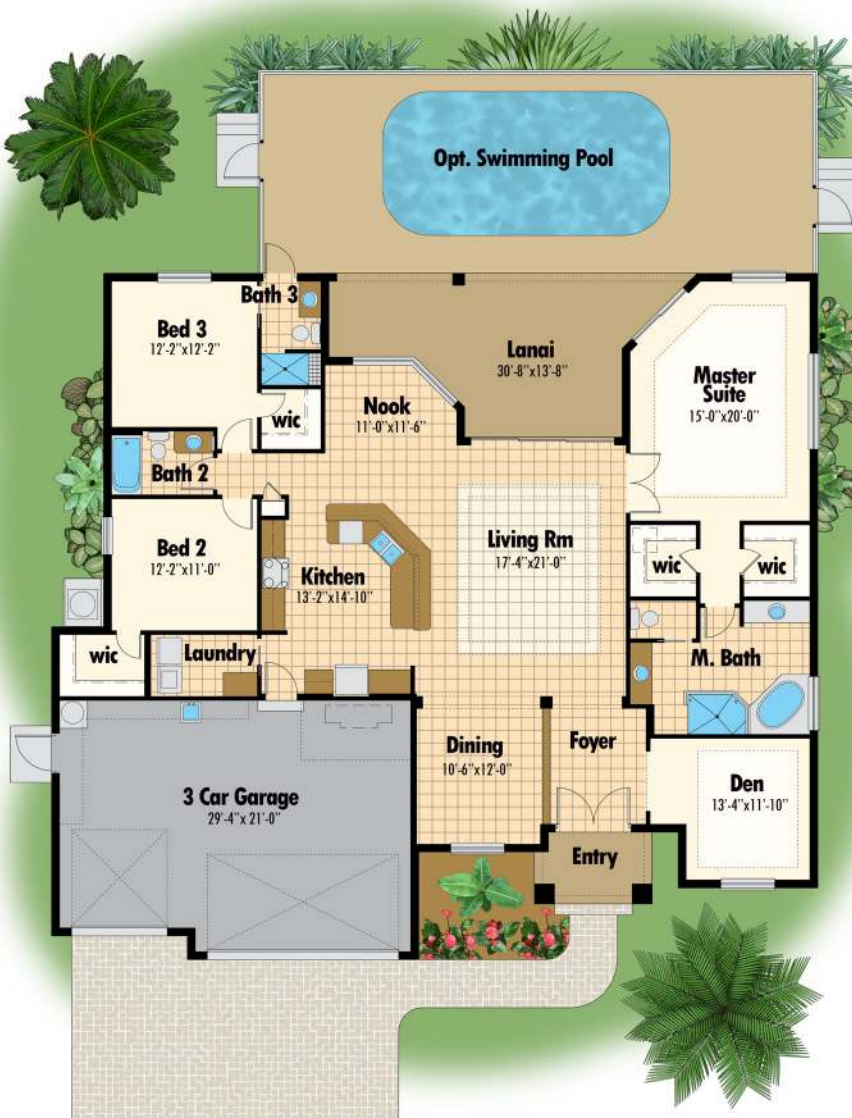 Opt. Swimming Pool
Bath 3
Bed 3
12'-2"x12'-2"
Lanai
30'-8"x13'-8"
Master
Suite
15'-0"x20'-0"
Nook
11'-0"x11'-6"
wic
Bath 2
Bed 2
12'-2"x11'-0"
Living Rm
17'-4"x21'-0"
Kitchen
13'-2"x14'-10"
wic
wic
wic
Laundry
M. Bath
Dining
10'-6"x12'-0"
Foyer
Den
13'-4"x11'-10"
3 Car Garage
29'-4"x 21'-0"
Entry